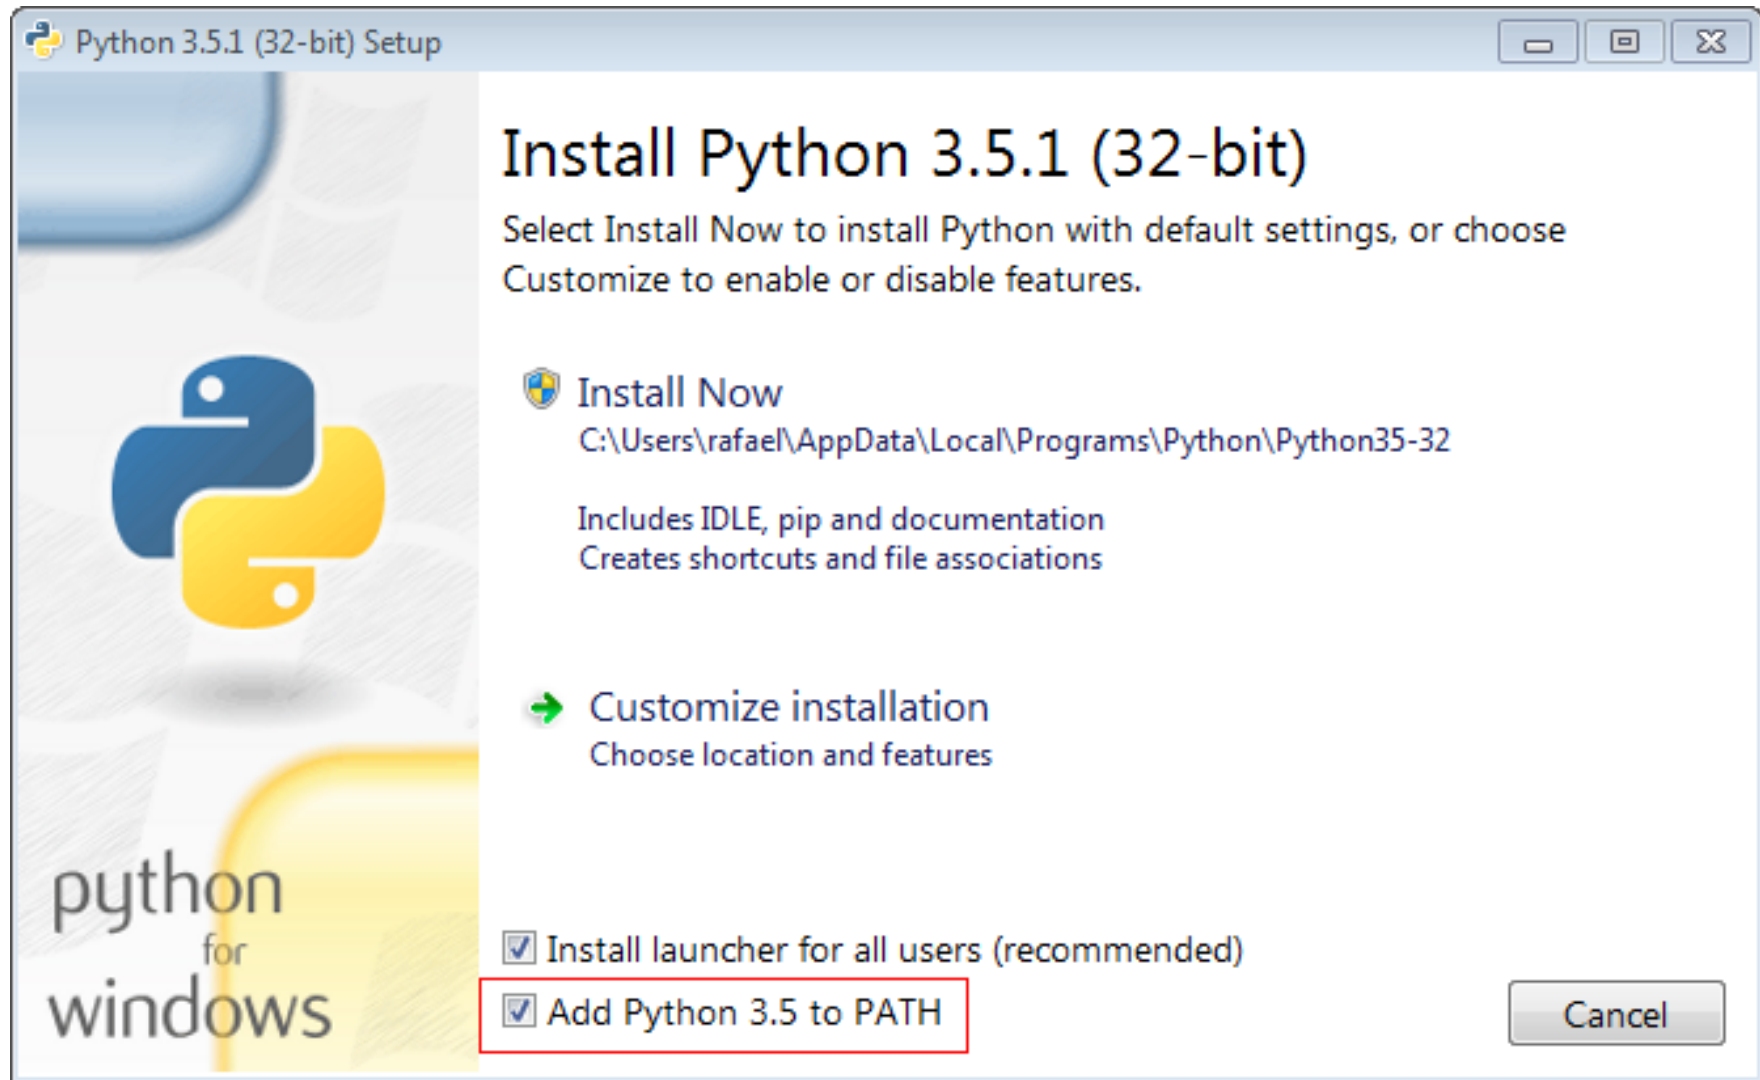 Python 3.5.1 (32-bit) Setup
Install Python 3.5.1 (32-bit)
Select Install Now to install Python with default settings, or choose
Customize to enable or disable features.
Install Now
C:\Users\rafael\AppData\Local\Programs\Python\Python35-32
Includes IDLE, pip and documentation
Creates shortcuts and file associations
Customize installation
Choose location and features
python
for
windows
Install launcher for all users (recommended)
Add Python 3.5 to PATH
Cancel